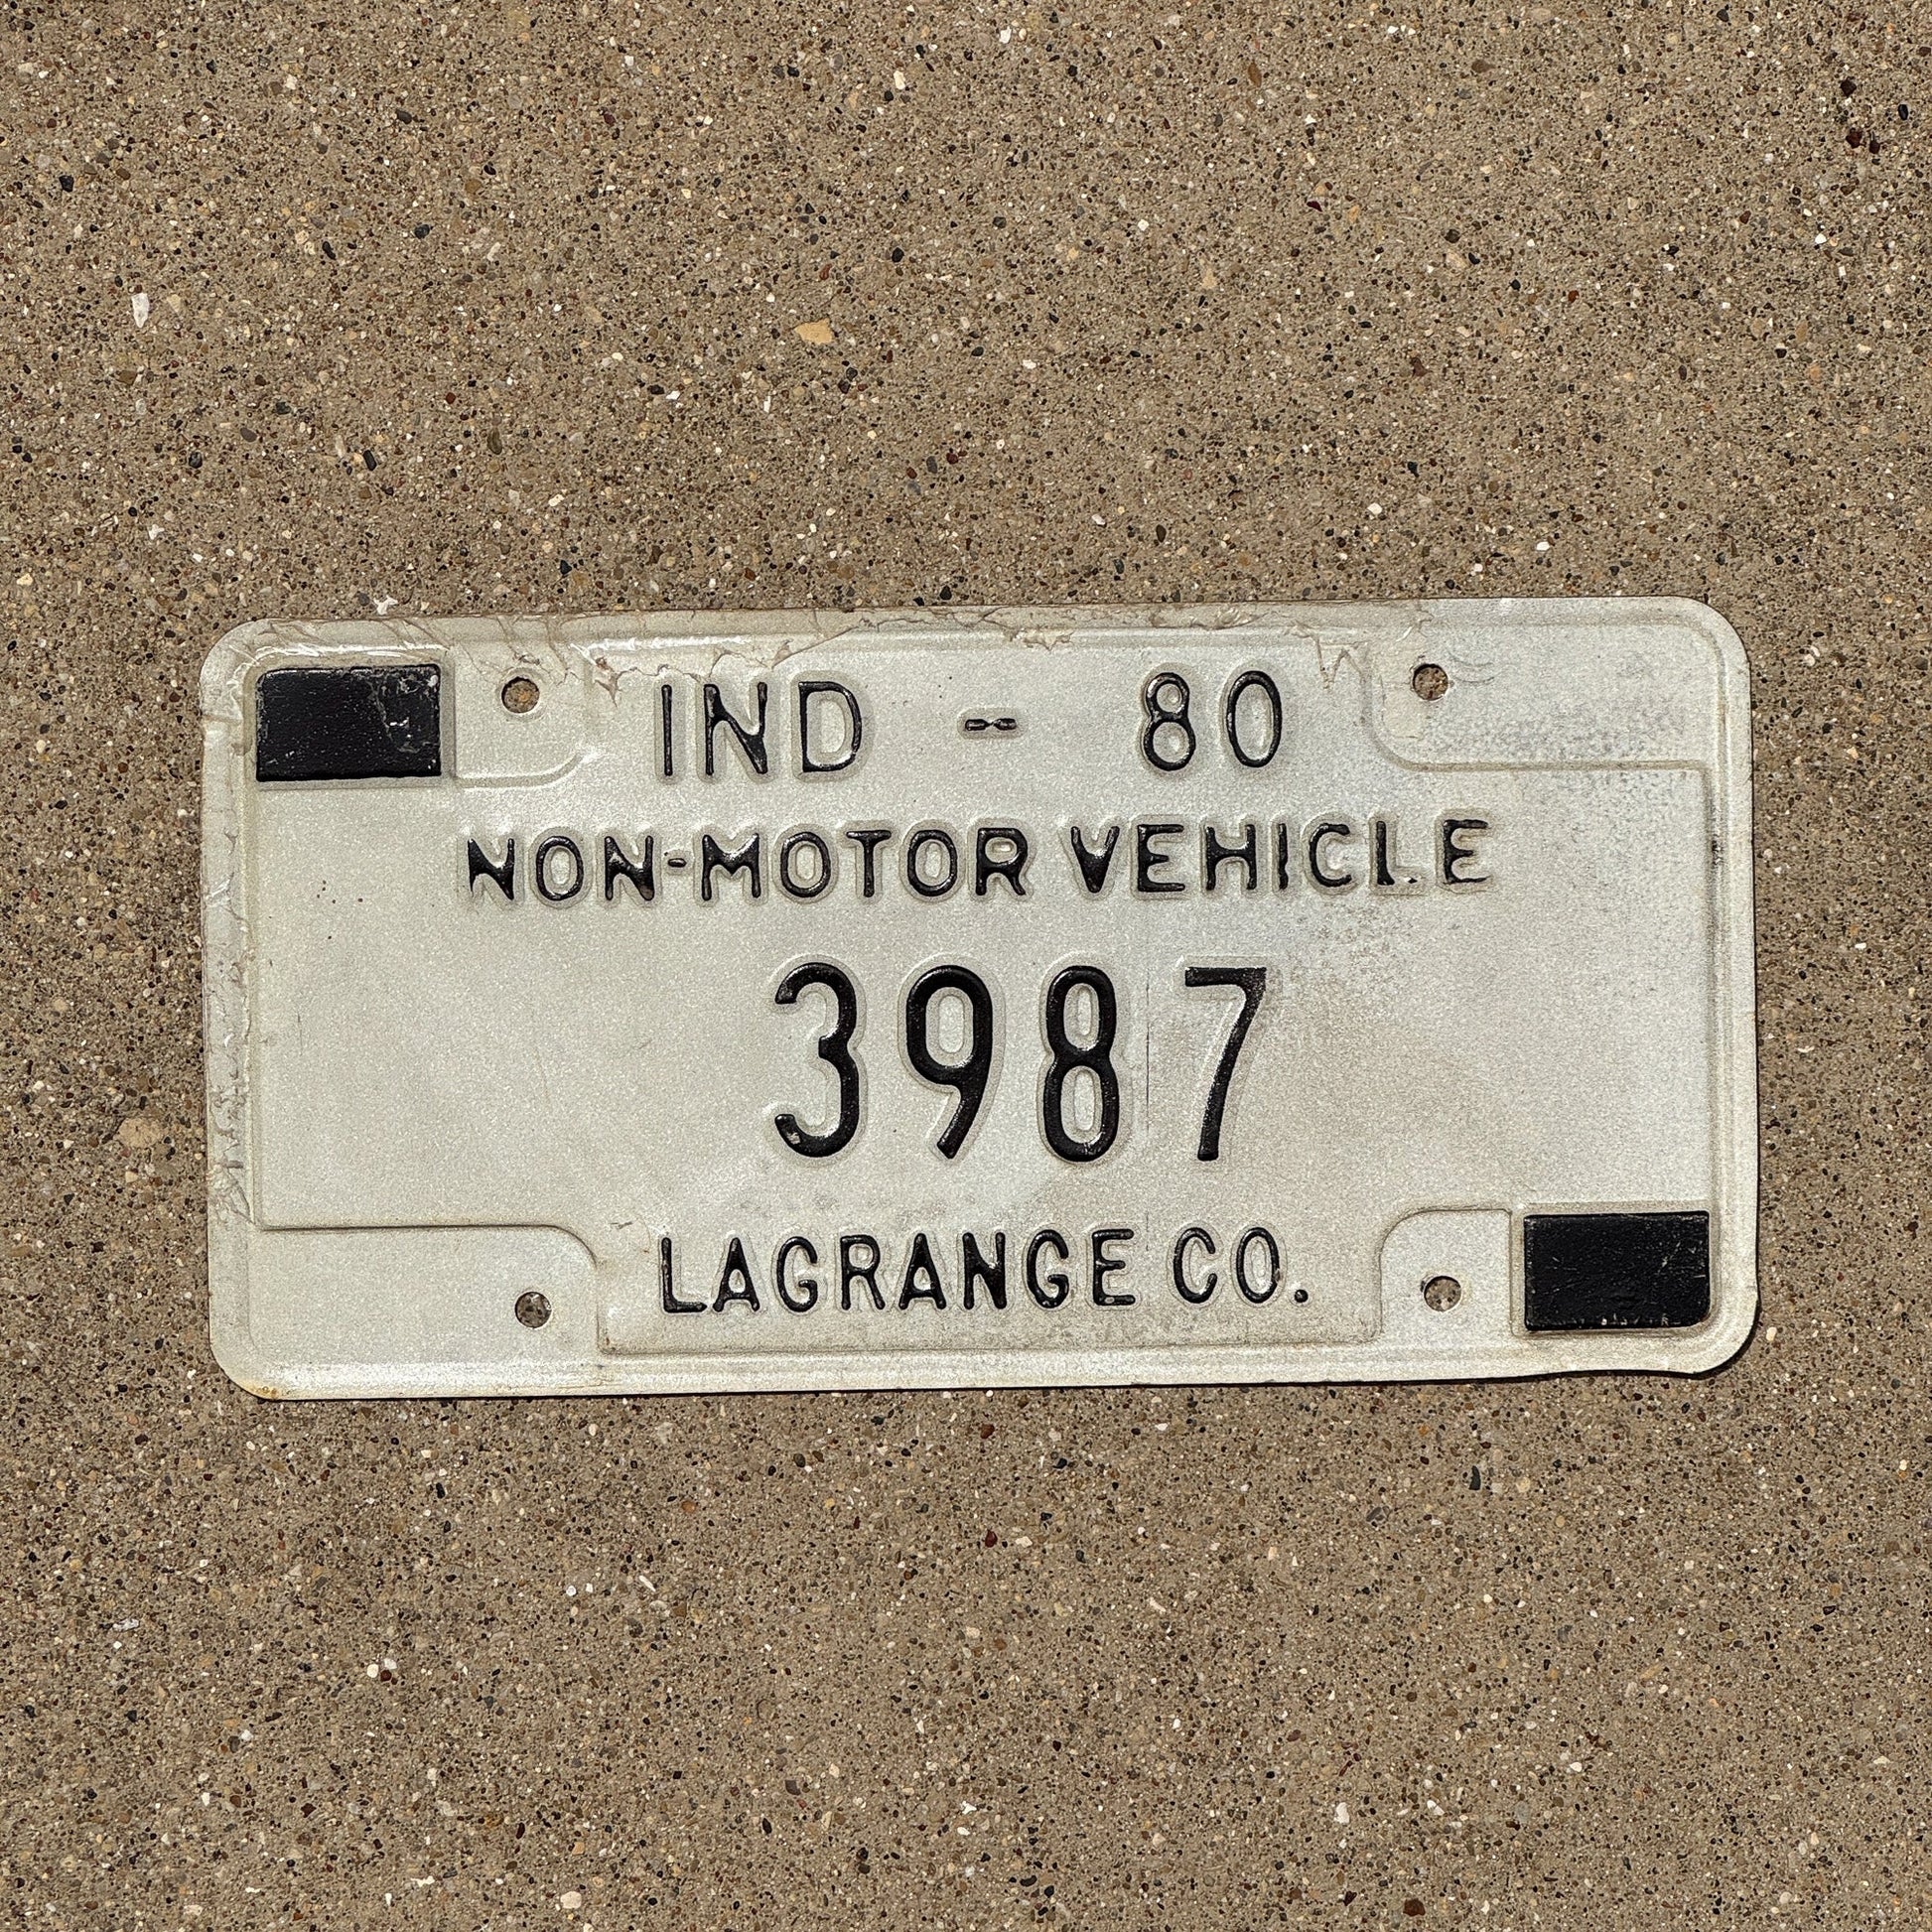 IND - 80
NON-MOTOR VEHICLE
3987
LAGRANGE CO.